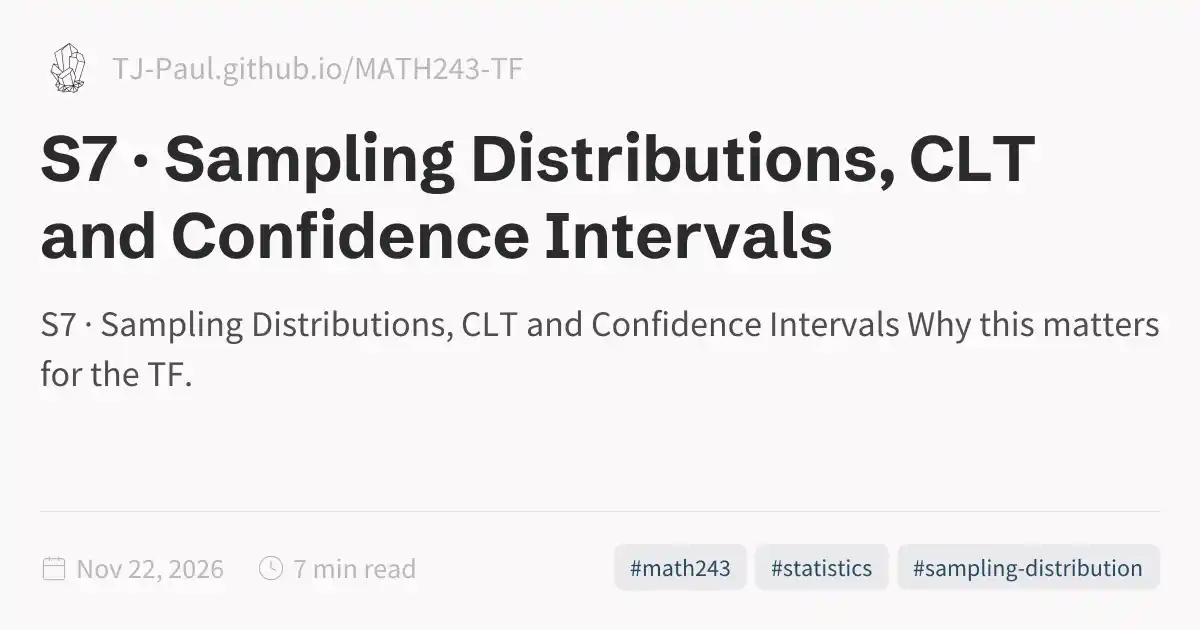 TJ-Paul.github.io/MATH243-TF
S7 · Sampling Distributions, CLT
and Confidence Intervals
S7 · Sampling Distributions, CLT and Confidence Intervals Why this matters
for the TF.
Nov 22, 2026 7 min read #math243 #statistics #sampling-distribution